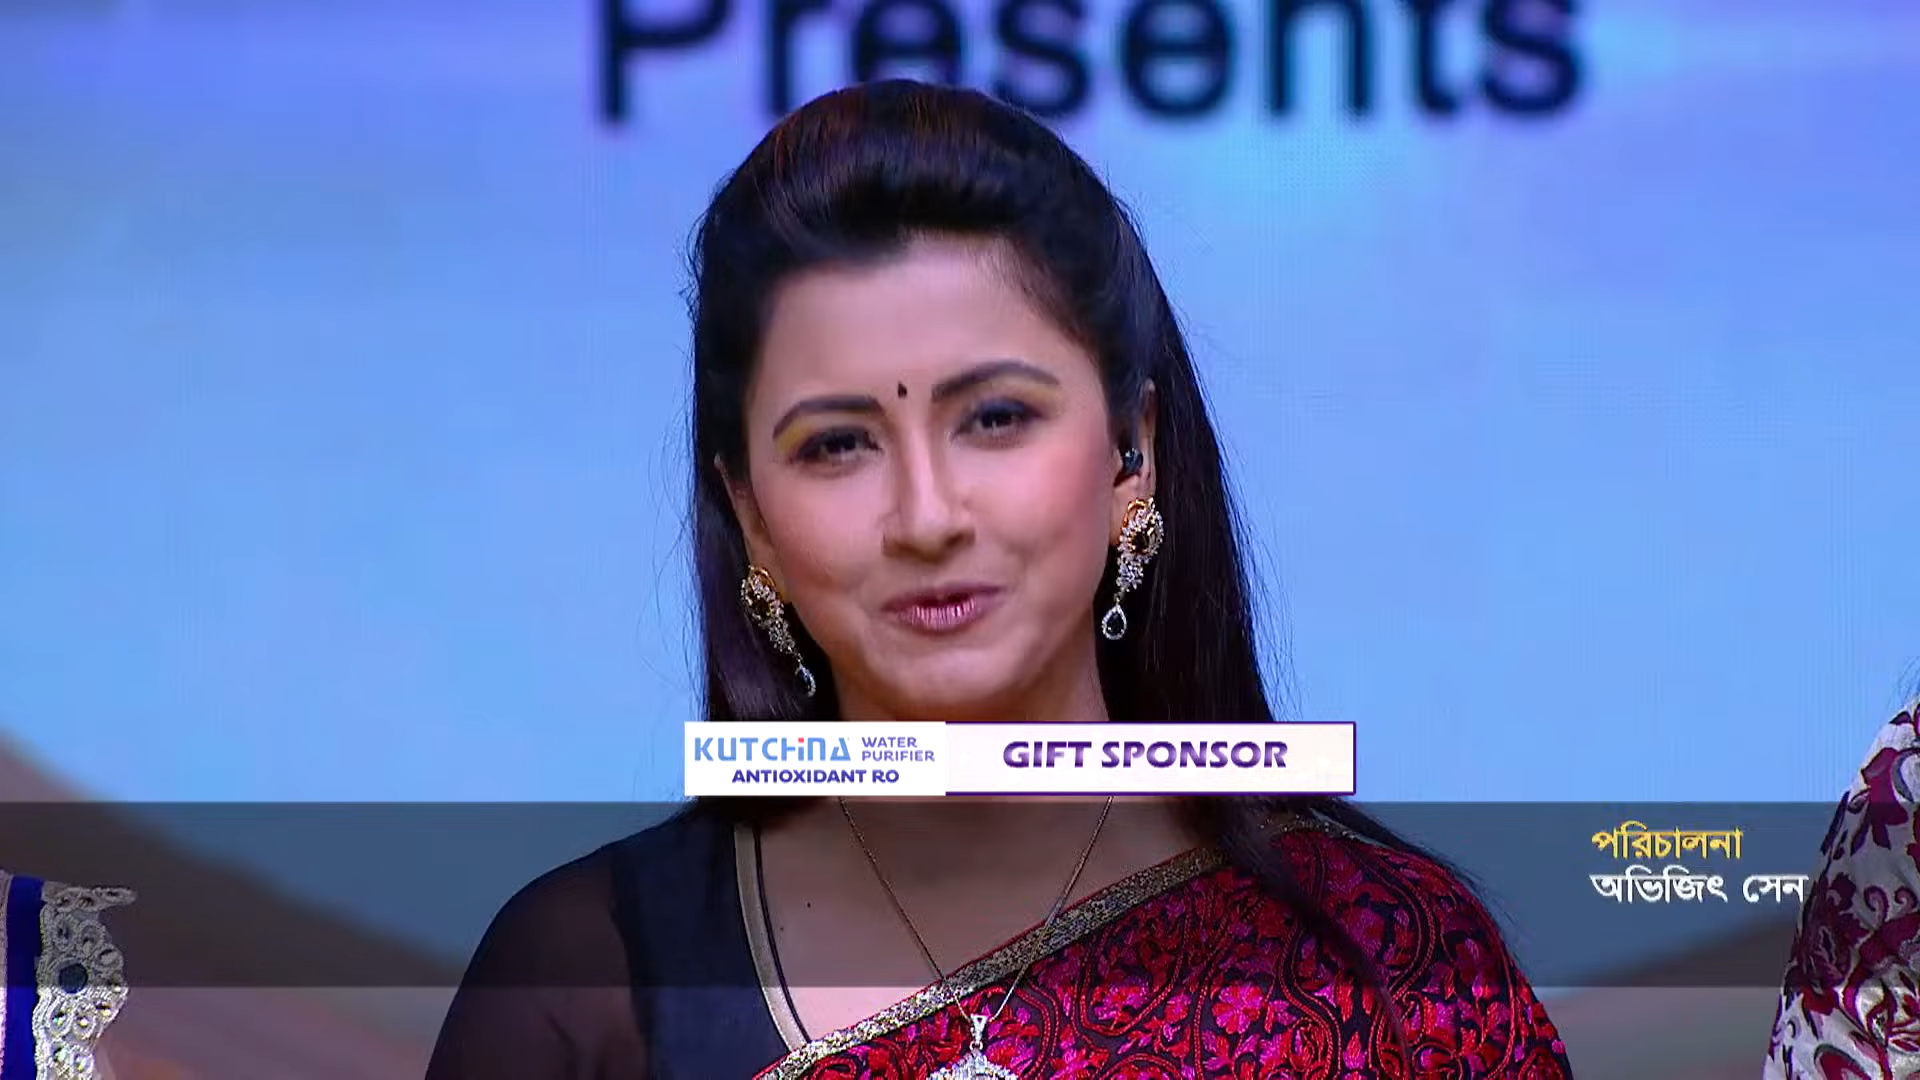 Presents
KUTCHINA WATER PURIFIER
ANTIOXIDANT RO
GIFT SPONSOR
পরিচালনা
অভিজিৎ সেন